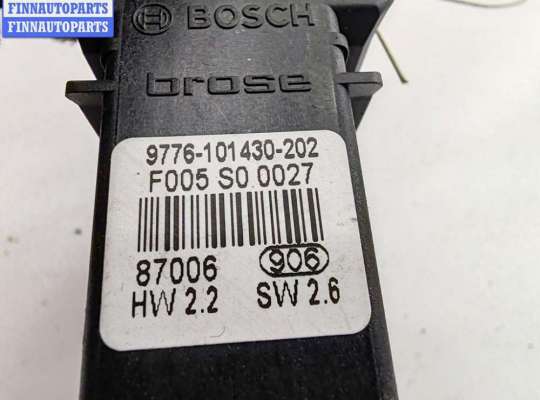 FINNAUTOPARTS
FINNAUTOPARTS
BOSCH
brose
9776-101430-202
F005 S0 0027
87006 906
HW 2.2 SW 2.6